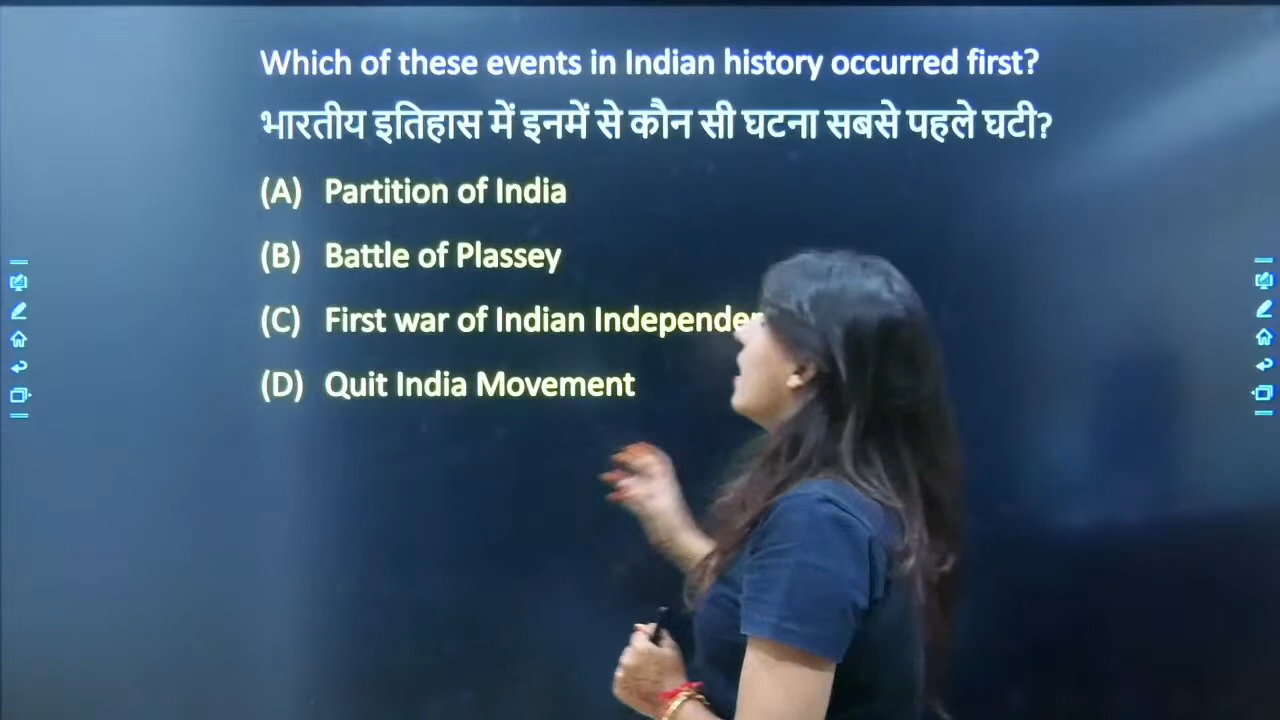 Which of these events in Indian history occurred first?
भारतीय इतिहास में इनमें से कौन सी घटना सबसे पहले घटी?
(A) Partition of India
(B) Battle of Plassey
(C) First war of Indian
(D) Quit India Movement